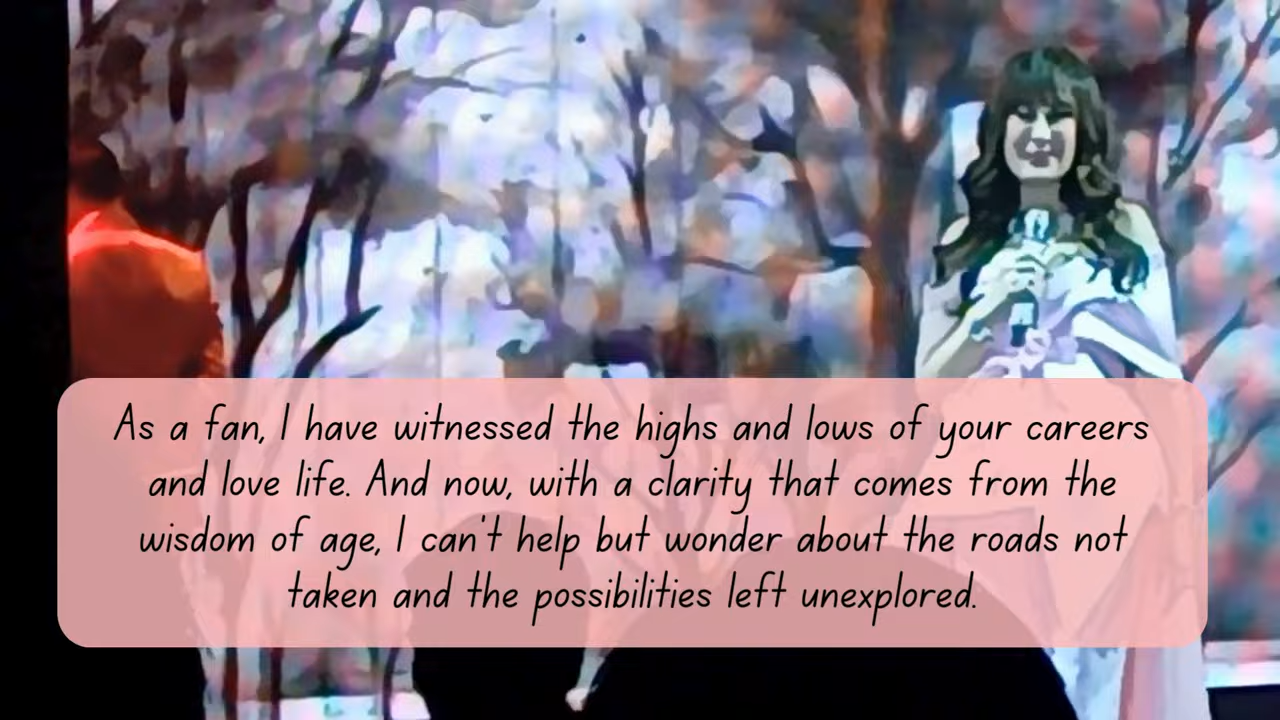 As a fan, I have witnessed the highs and lows of your careers
and love life. And now, with a clarity that comes from the
wisdom of age, I can't help but wonder about the roads not
taken and the possibilities left unexplored.